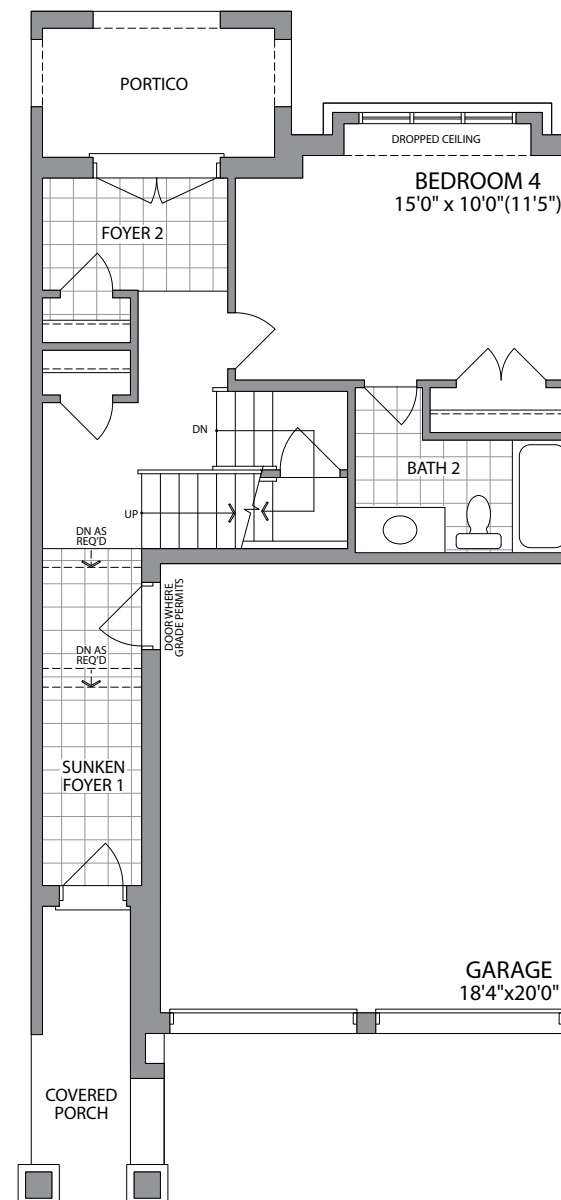 PORTICO
DROPPED CEILING
BEDROOM 4
15'0" x 10'0"(11'5")
FOYER 2
DN
BATH 2
UP
DN AS
REQ'D
DOOR WHERE
GRADE PERMITS
DN AS
REQ'D
SUNKEN
FOYER 1
GARAGE
18'4"x20'0"
COVERED
PORCH